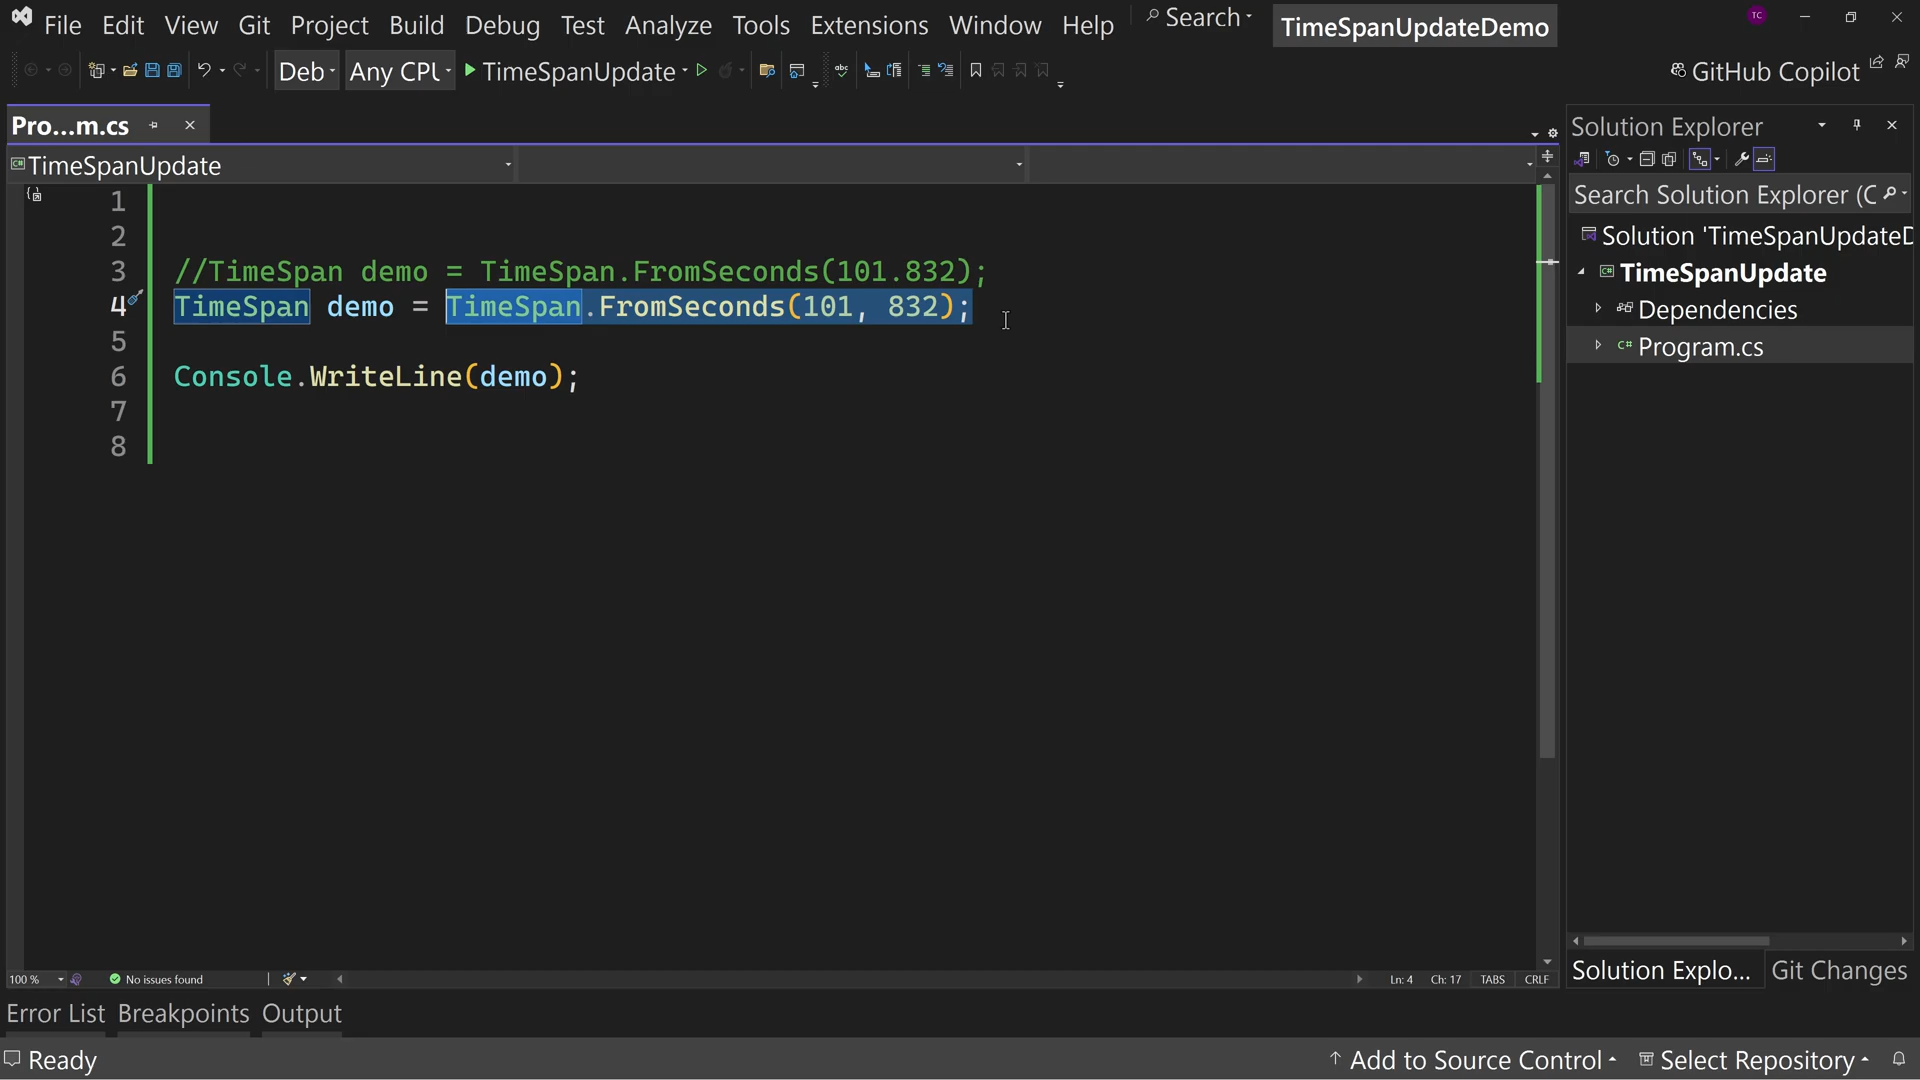 File Edit View Git Project Build Debug Test Analyze Tools Extensions Window Help Search TimeSpanUpdateDemo TC
Deb Any CPU TimeSpanUpdate abc GitHub Copilot
Pro...m.cs
TimeSpanUpdate
1
2
3 //TimeSpan demo = TimeSpan.FromSeconds(101.832);
4 TimeSpan demo = TimeSpan.FromSeconds(101, 832);
5
6 Console.WriteLine(demo);
7
8
Solution Explorer
Search Solution Explorer (C
Solution 'TimeSpanUpdateD
C# TimeSpanUpdate
Dependencies
C# Program.cs
Solution Explo... Git Changes
100 % No issues found Ln: 4 Ch: 17 TABS CRLF
Error List Breakpoints Output
Ready Add to Source Control Select Repository